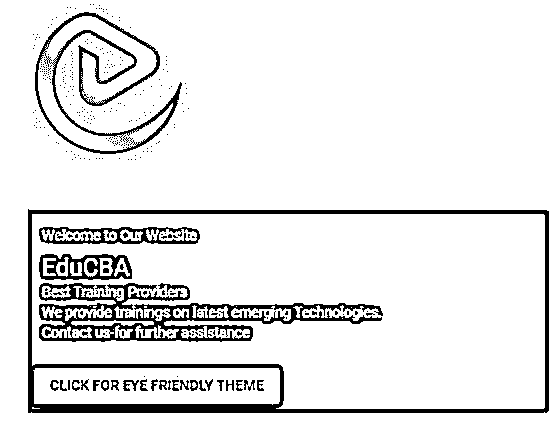 Welcome to Our Website
EduCBA
Best Training Providers
We provide trainings on latest emerging Technologies.
Contact us for further assistance
CLICK FOR EYE FRIENDLY THEME